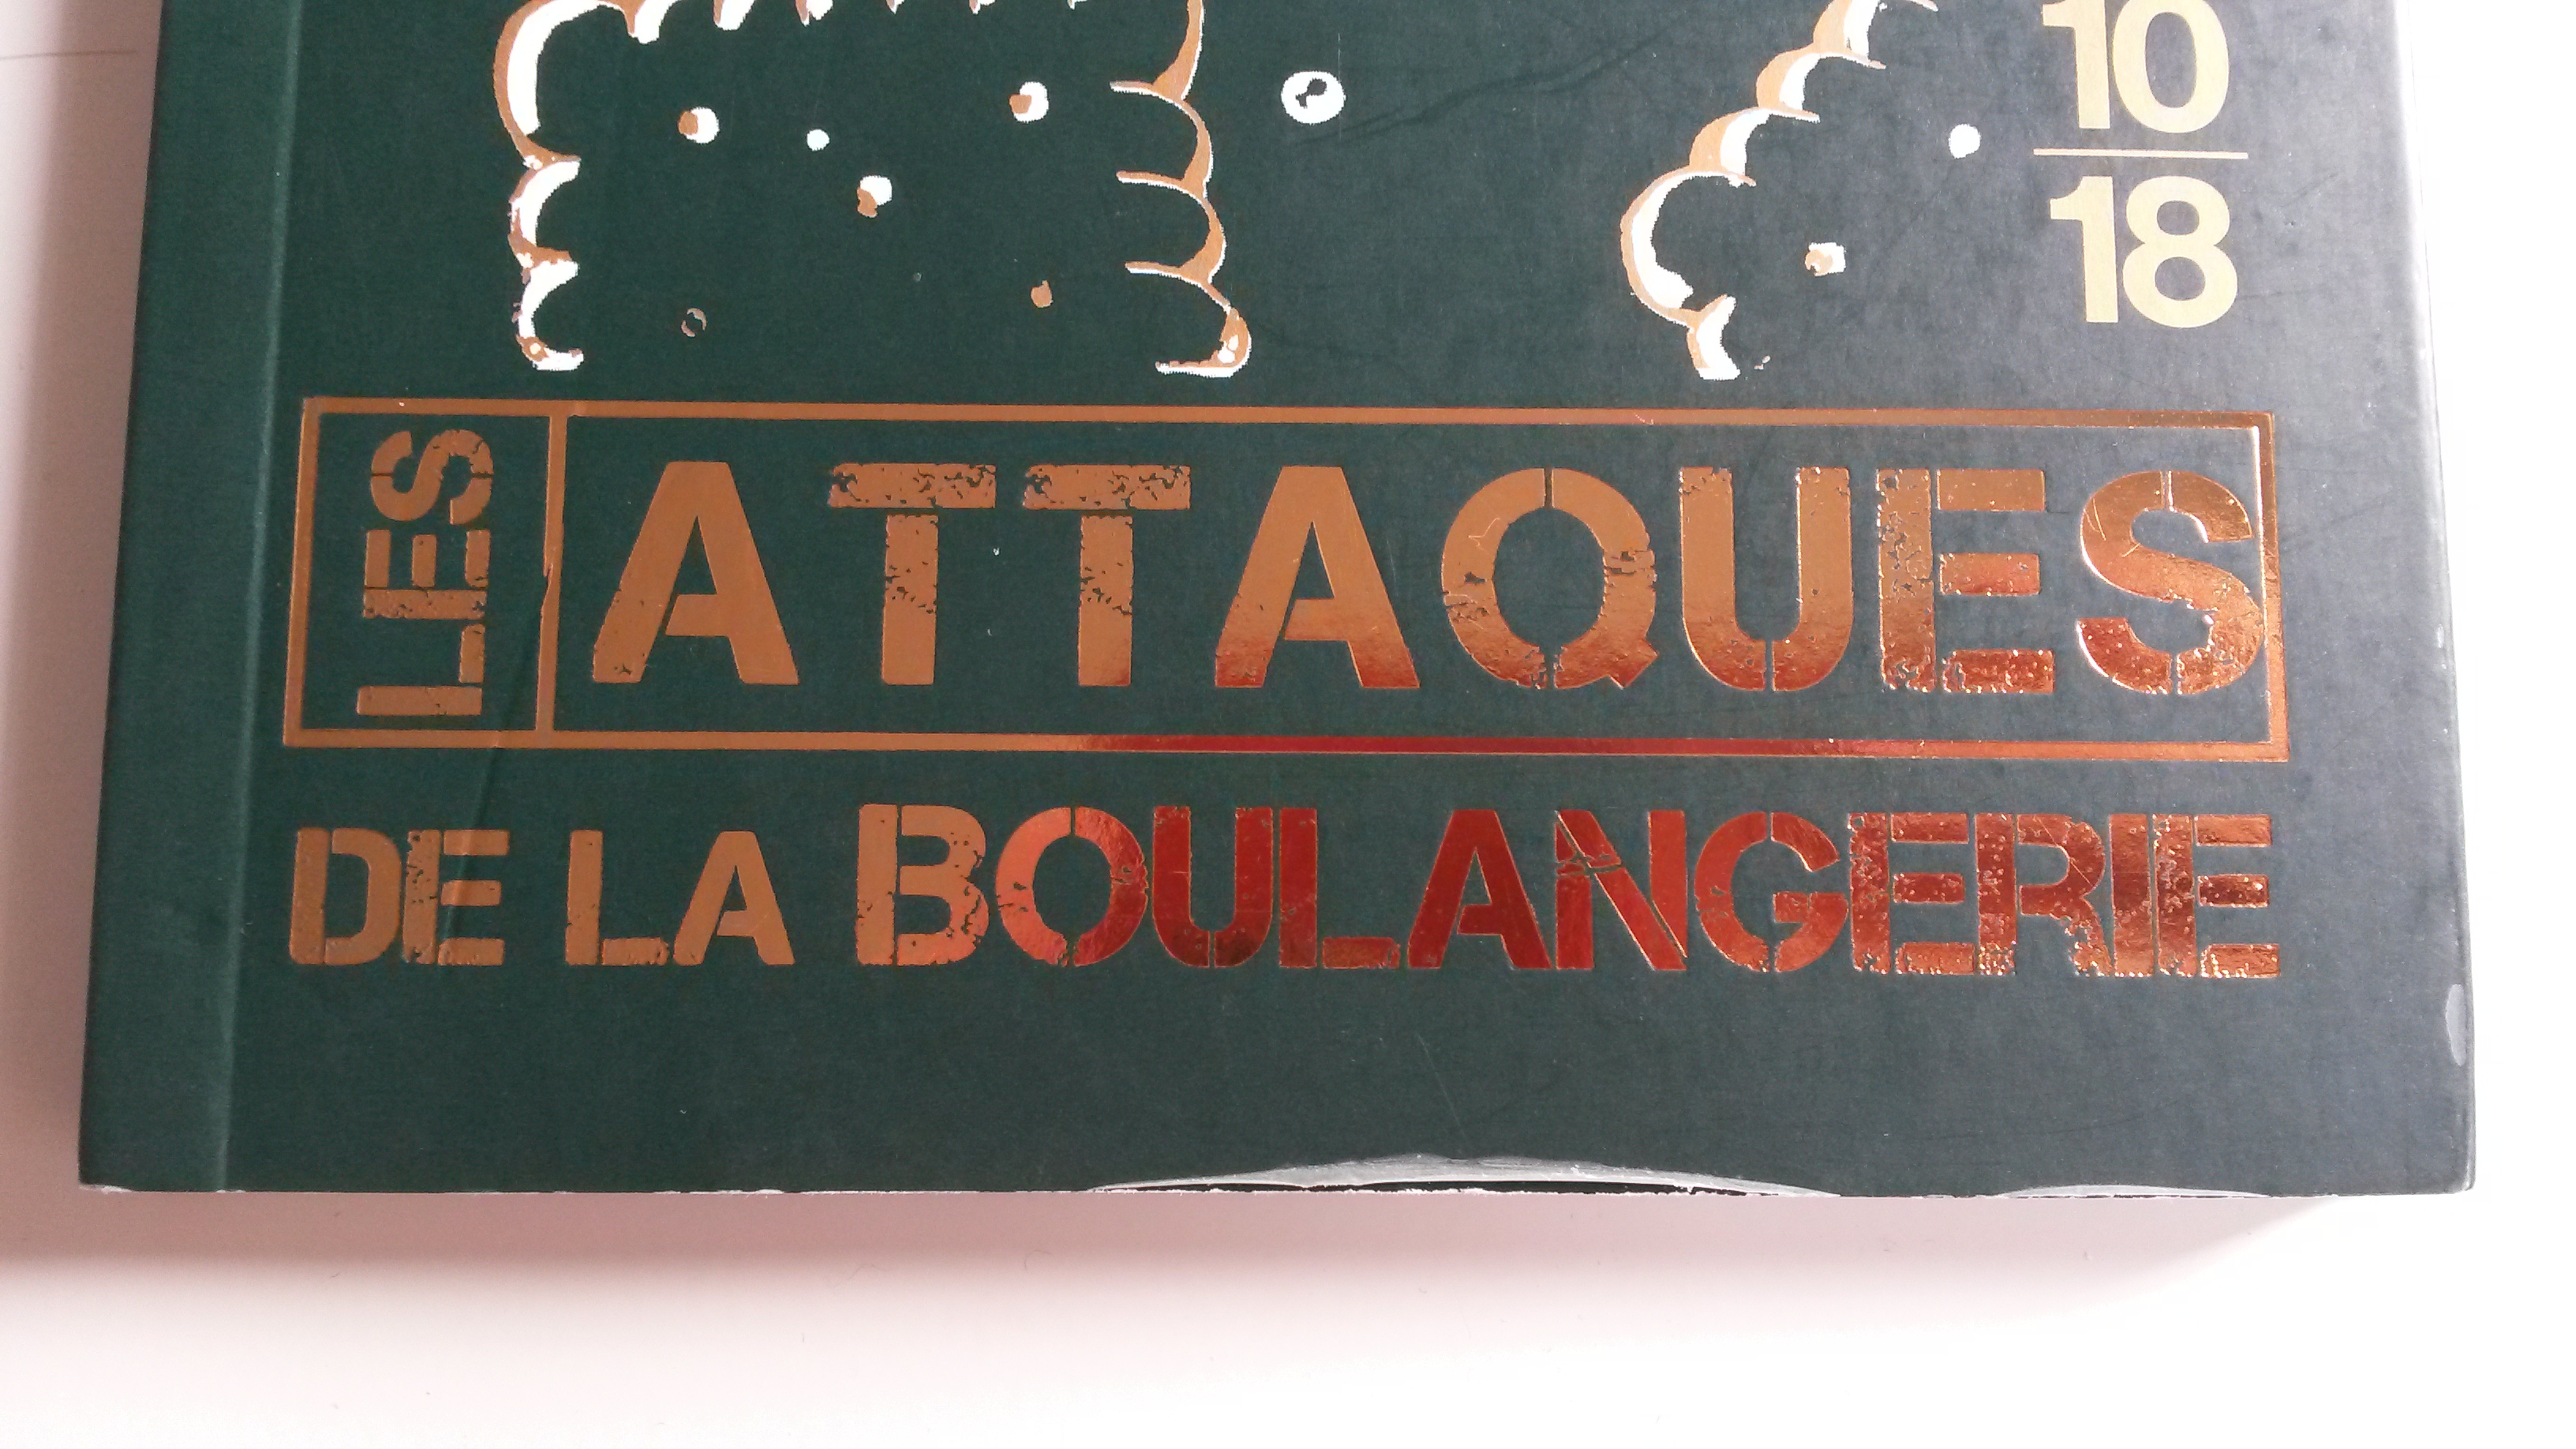 10
18
LES ATTAQUES
DE LA BOULANGERIE